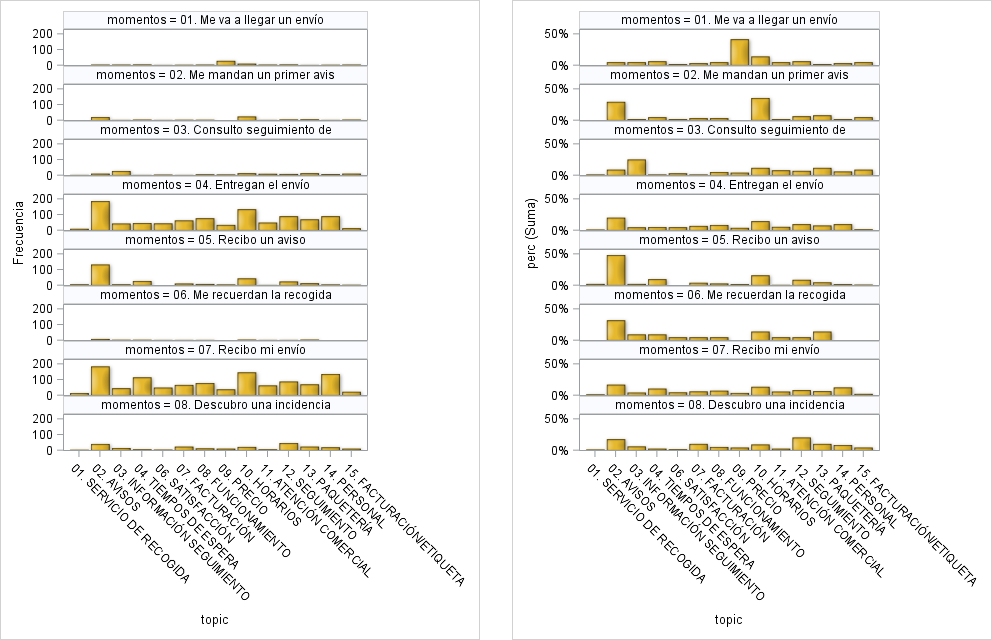 momentos = 01. Me va a llegar un envío
200
100
0
momentos = 02. Me mandan un primer avis
200
100
0
momentos = 03. Consulto seguimiento de
200
100
0
momentos = 04. Entregan el envío
200
100
0
momentos = 05. Recibo un aviso
200
100
0
momentos = 06. Me recuerdan la recogida
200
100
0
momentos = 07. Recibo mi envío
200
100
0
momentos = 08. Descubro una incidencia
200
100
0
Frecuencia
01. SERVICIO DE RECOGIDA
02. AVISOS
03. INFORMACIÓN SEGUIMIENTO
04. TIEMPOS DE ESPERA
06. SATISFACCIÓN
07. FACTURACIÓN
08. FUNCIONAMIENTO
09. PRECIO
10. HORARIOS
11. ATENCIÓN COMERCIAL
12. SEGUIMIENTO
13. PAQUETERÍA
14. PERSONAL
15. FACTURACIÓN/ETIQUETA
topic
momentos = 01. Me va a llegar un envío
50%
0%
momentos = 02. Me mandan un primer avis
50%
0%
momentos = 03. Consulto seguimiento de
50%
0%
momentos = 04. Entregan el envío
50%
0%
momentos = 05. Recibo un aviso
50%
0%
momentos = 06. Me recuerdan la recogida
50%
0%
momentos = 07. Recibo mi envío
50%
0%
momentos = 08. Descubro una incidencia
50%
0%
perc (Suma)
01. SERVICIO DE RECOGIDA
02. AVISOS
03. INFORMACIÓN SEGUIMIENTO
04. TIEMPOS DE ESPERA
06. SATISFACCIÓN
07. FACTURACIÓN
08. FUNCIONAMIENTO
09. PRECIO
10. HORARIOS
11. ATENCIÓN COMERCIAL
12. SEGUIMIENTO
13. PAQUETERÍA
14. PERSONAL
15. FACTURACIÓN/ETIQUETA
topic